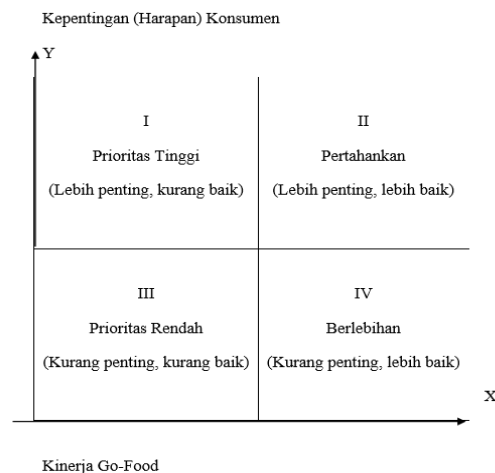 Kepentingan (Harapan) Konsumen
Y
I
Prioritas Tinggi
(Lebih penting, kurang baik)
II
Pertahankan
(Lebih penting, lebih baik)
III
Prioritas Rendah
(Kurang penting, kurang baik)
IV
Berlebihan
(Kurang penting, lebih baik)
X
Kinerja Go-Food